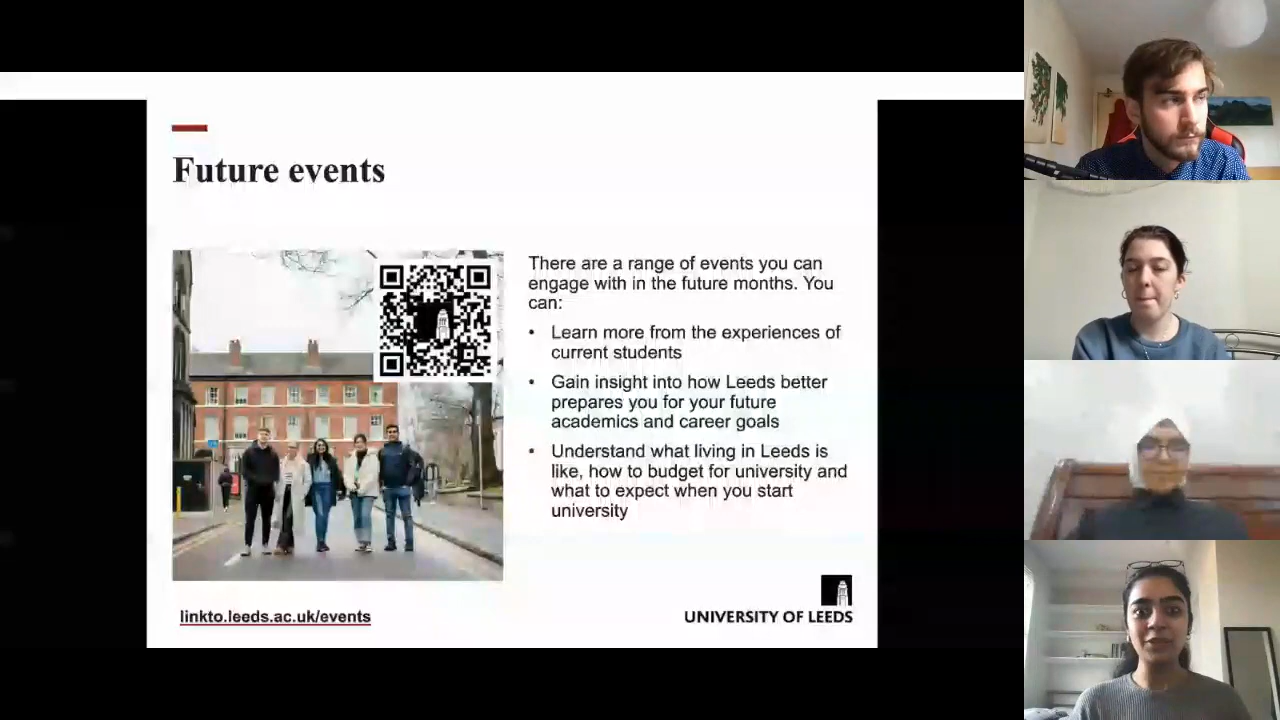 Future events
There are a range of events you can
engage with in the future months. You
can:
• Learn more from the experiences of
current students
• Gain insight into how Leeds better
prepares you for your future
academics and career goals
• Understand what living in Leeds is
like, how to budget for university and
what to expect when you start
university
linkto.leeds.ac.uk/events
UNIVERSITY OF LEEDS